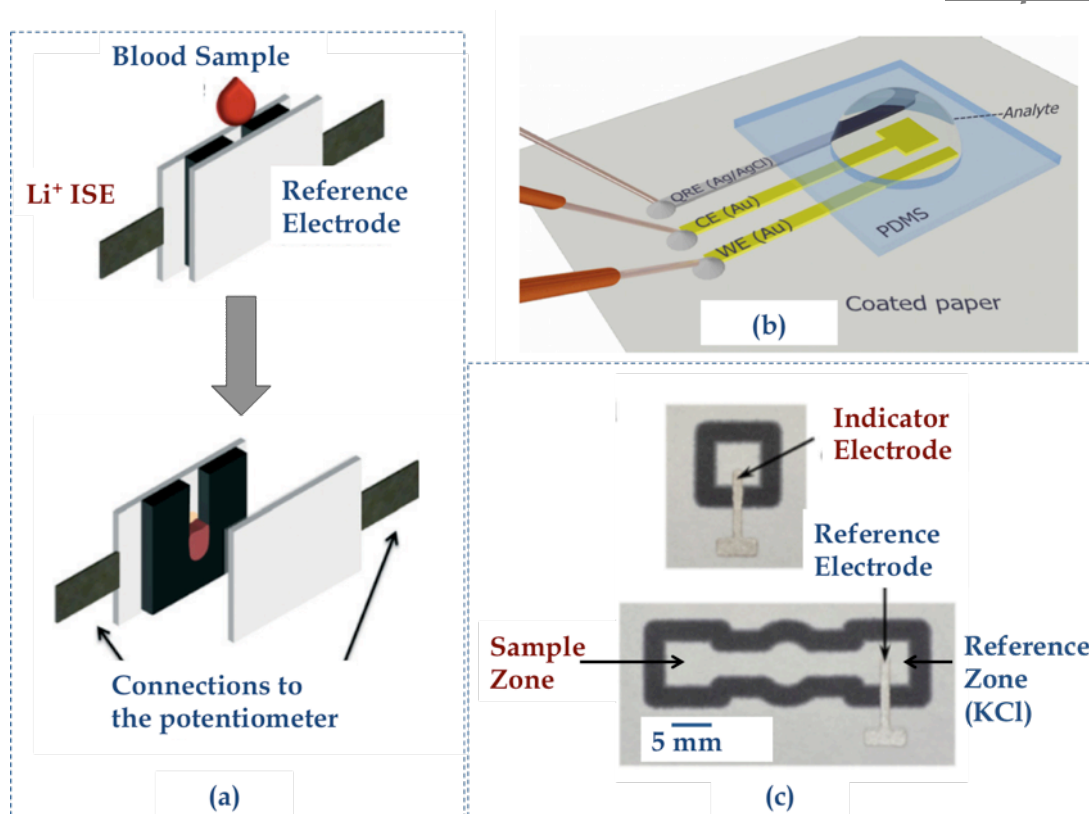 Blood Sample
Li⁺ ISE
Reference
Electrode
Connections to
the potentiometer
(a)
Analyte
QRE (Ag/AgCl)
CE (Au)
WE (Au)
PDMS
Coated paper
(b)
Indicator
Electrode
Reference
Electrode
Sample
Zone
Reference
Zone
(KCl)
5 mm
(c)